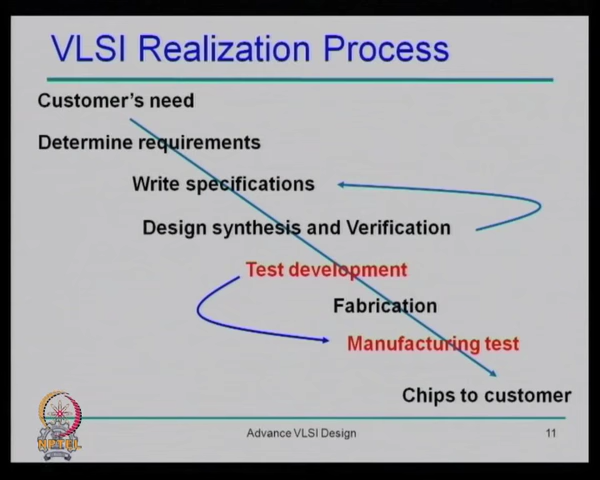 VLSI Realization Process
Customer's need
Determine requirements
Write specifications
Design synthesis and Verification
Test development
Fabrication
Manufacturing test
Chips to customer
NPTEL
Advance VLSI Design
11